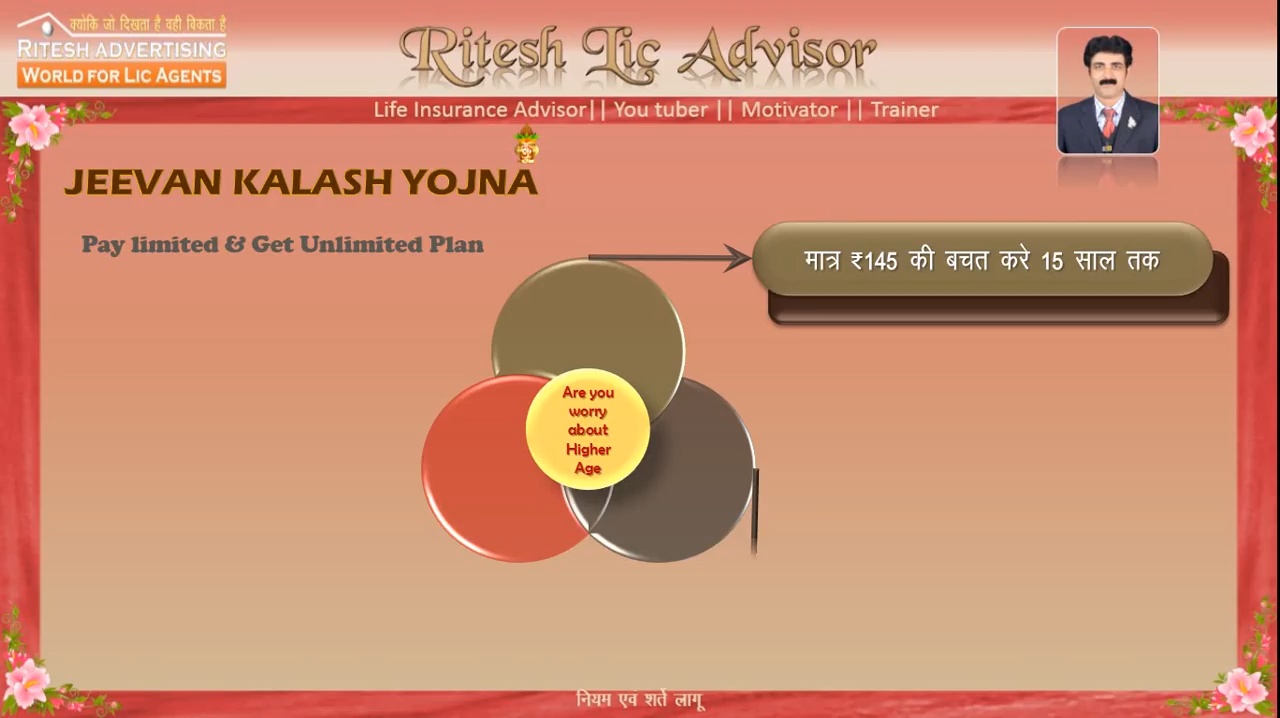 क्योकि जो दिखता है वही बिकता है
RITESH ADVERTISING
WORLD FOR LIC AGENTS
Ritesh Lic Advisor
Life Insurance Advisor|| You tuber || Motivator || Trainer
JEEVAN KALASH YOJNA
Pay limited & Get Unlimited Plan
मात्र ₹145 की बचत करे 15 साल तक
Are you
worry
about
Higher
Age
नियम एवं शर्ते लागू